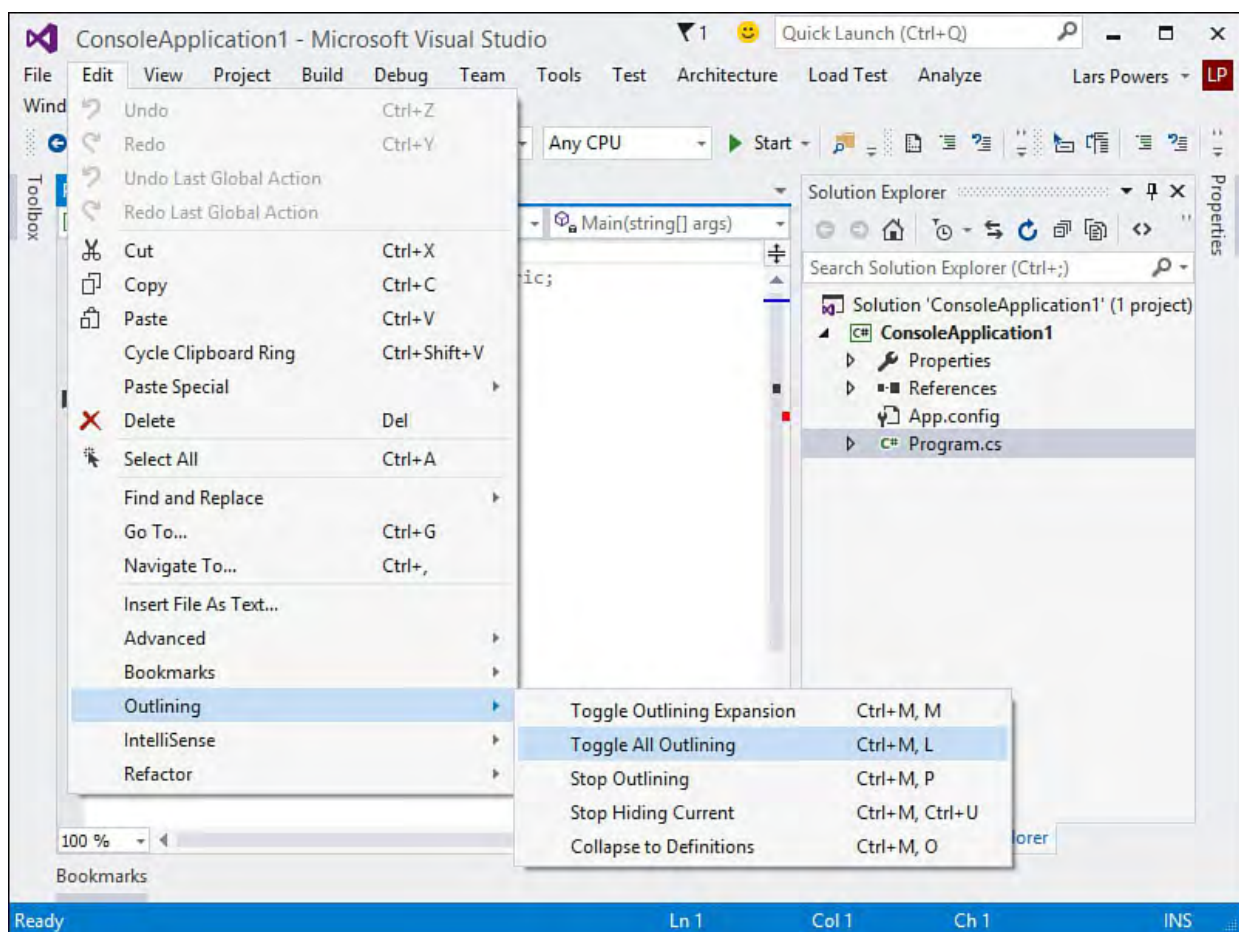 ConsoleApplication1 - Microsoft Visual Studio
1
Quick Launch (Ctrl+Q)
File Edit View Project Build Debug Team Tools Test Architecture Load Test Analyze Lars Powers LP
Wind
Undo Ctrl+Z
Redo Ctrl+Y
Undo Last Global Action
Redo Last Global Action
Cut Ctrl+X
Copy Ctrl+C
Paste Ctrl+V
Cycle Clipboard Ring Ctrl+Shift+V
Paste Special
Delete Del
Select All Ctrl+A
Find and Replace
Go To... Ctrl+G
Navigate To... Ctrl+,
Insert File As Text...
Advanced
Bookmarks
Outlining
IntelliSense
Refactor
Toggle Outlining Expansion Ctrl+M, M
Toggle All Outlining Ctrl+M, L
Stop Outlining Ctrl+M, P
Stop Hiding Current Ctrl+M, Ctrl+U
Collapse to Definitions Ctrl+M, O
Any CPU
Start
Toolbox
Main(string[] args)
ric;
Solution Explorer
Search Solution Explorer (Ctrl+;)
Solution 'ConsoleApplication1' (1 project)
C# ConsoleApplication1
Properties
References
App.config
C# Program.cs
Properties
lorer
100 %
Bookmarks
Ready Ln 1 Col 1 Ch 1 INS